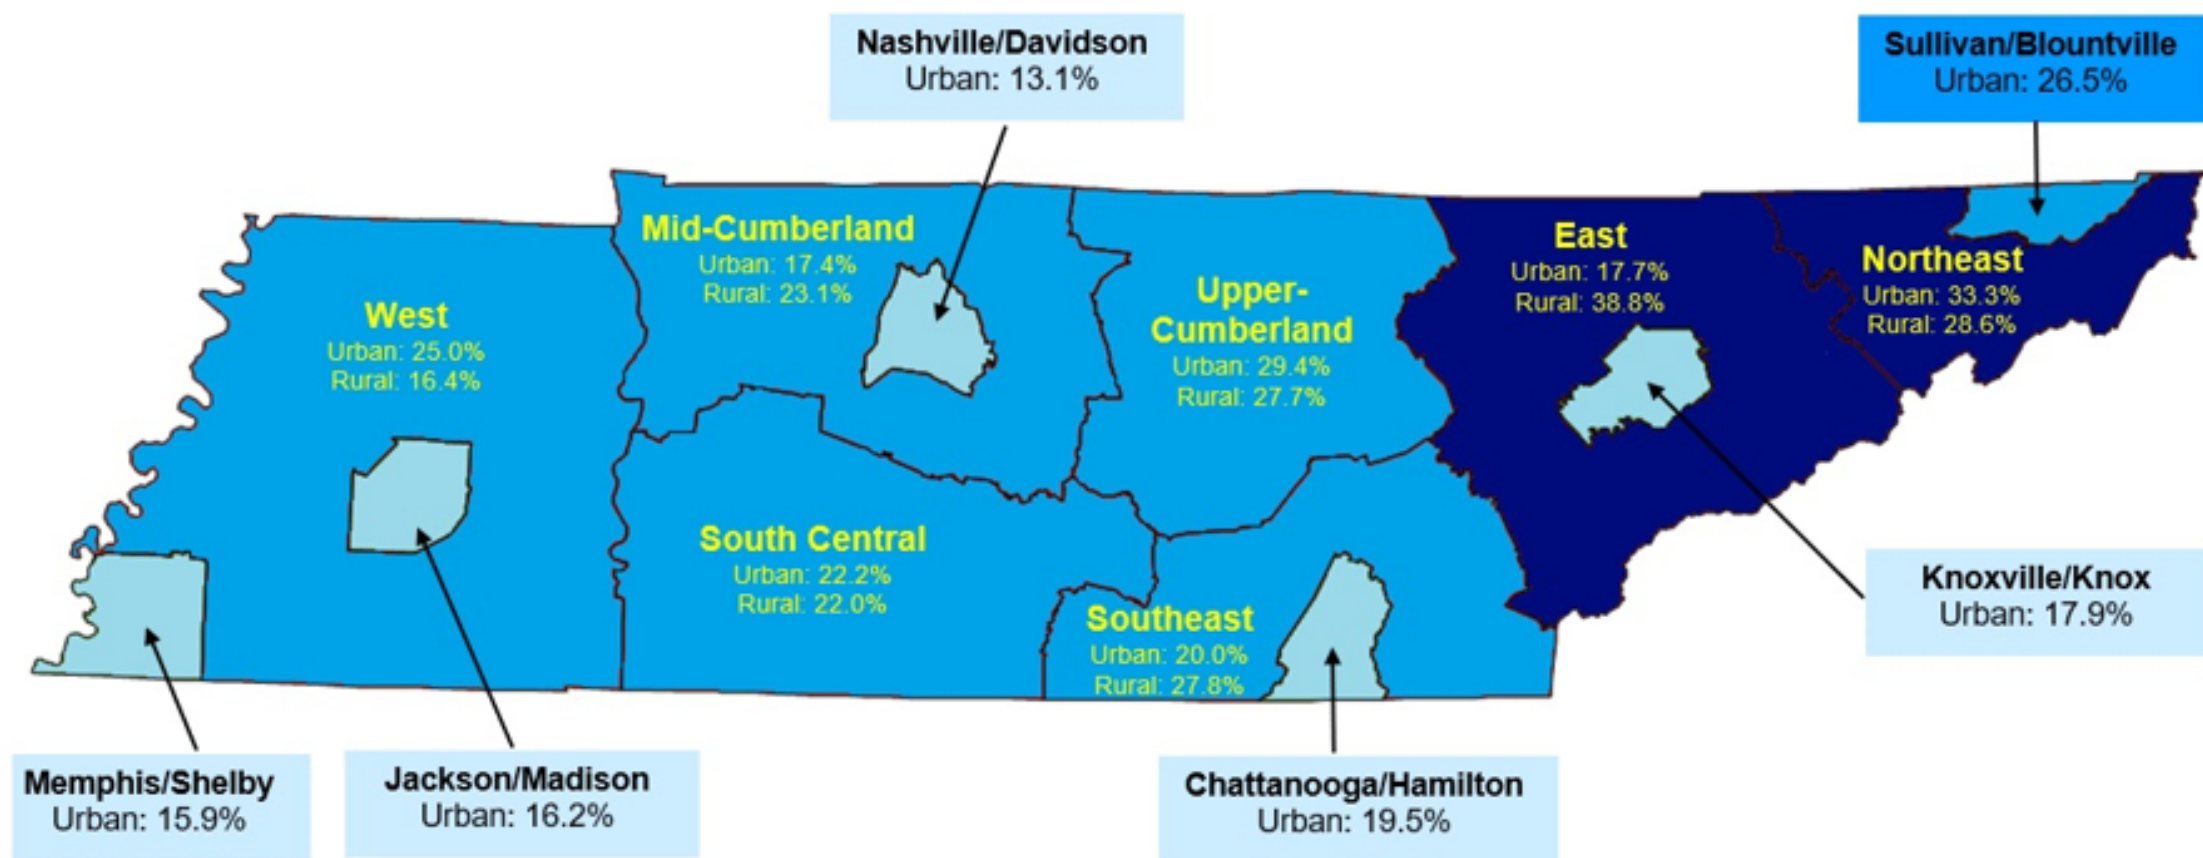 Nashville/Davidson
Urban: 13.1%
Sullivan/Blountville
Urban: 26.5%
Mid-Cumberland
Urban: 17.4%
Rural: 23.1%
East
Urban: 17.7%
Rural: 38.8%
Northeast
Urban: 33.3%
Rural: 28.6%
West
Urban: 25.0%
Rural: 16.4%
Upper-
Cumberland
Urban: 29.4%
Rural: 27.7%
South Central
Urban: 22.2%
Rural: 22.0%
Southeast
Urban: 20.0%
Rural: 27.8%
Knoxville/Knox
Urban: 17.9%
Memphis/Shelby
Urban: 15.9%
Jackson/Madison
Urban: 16.2%
Chattanooga/Hamilton
Urban: 19.5%